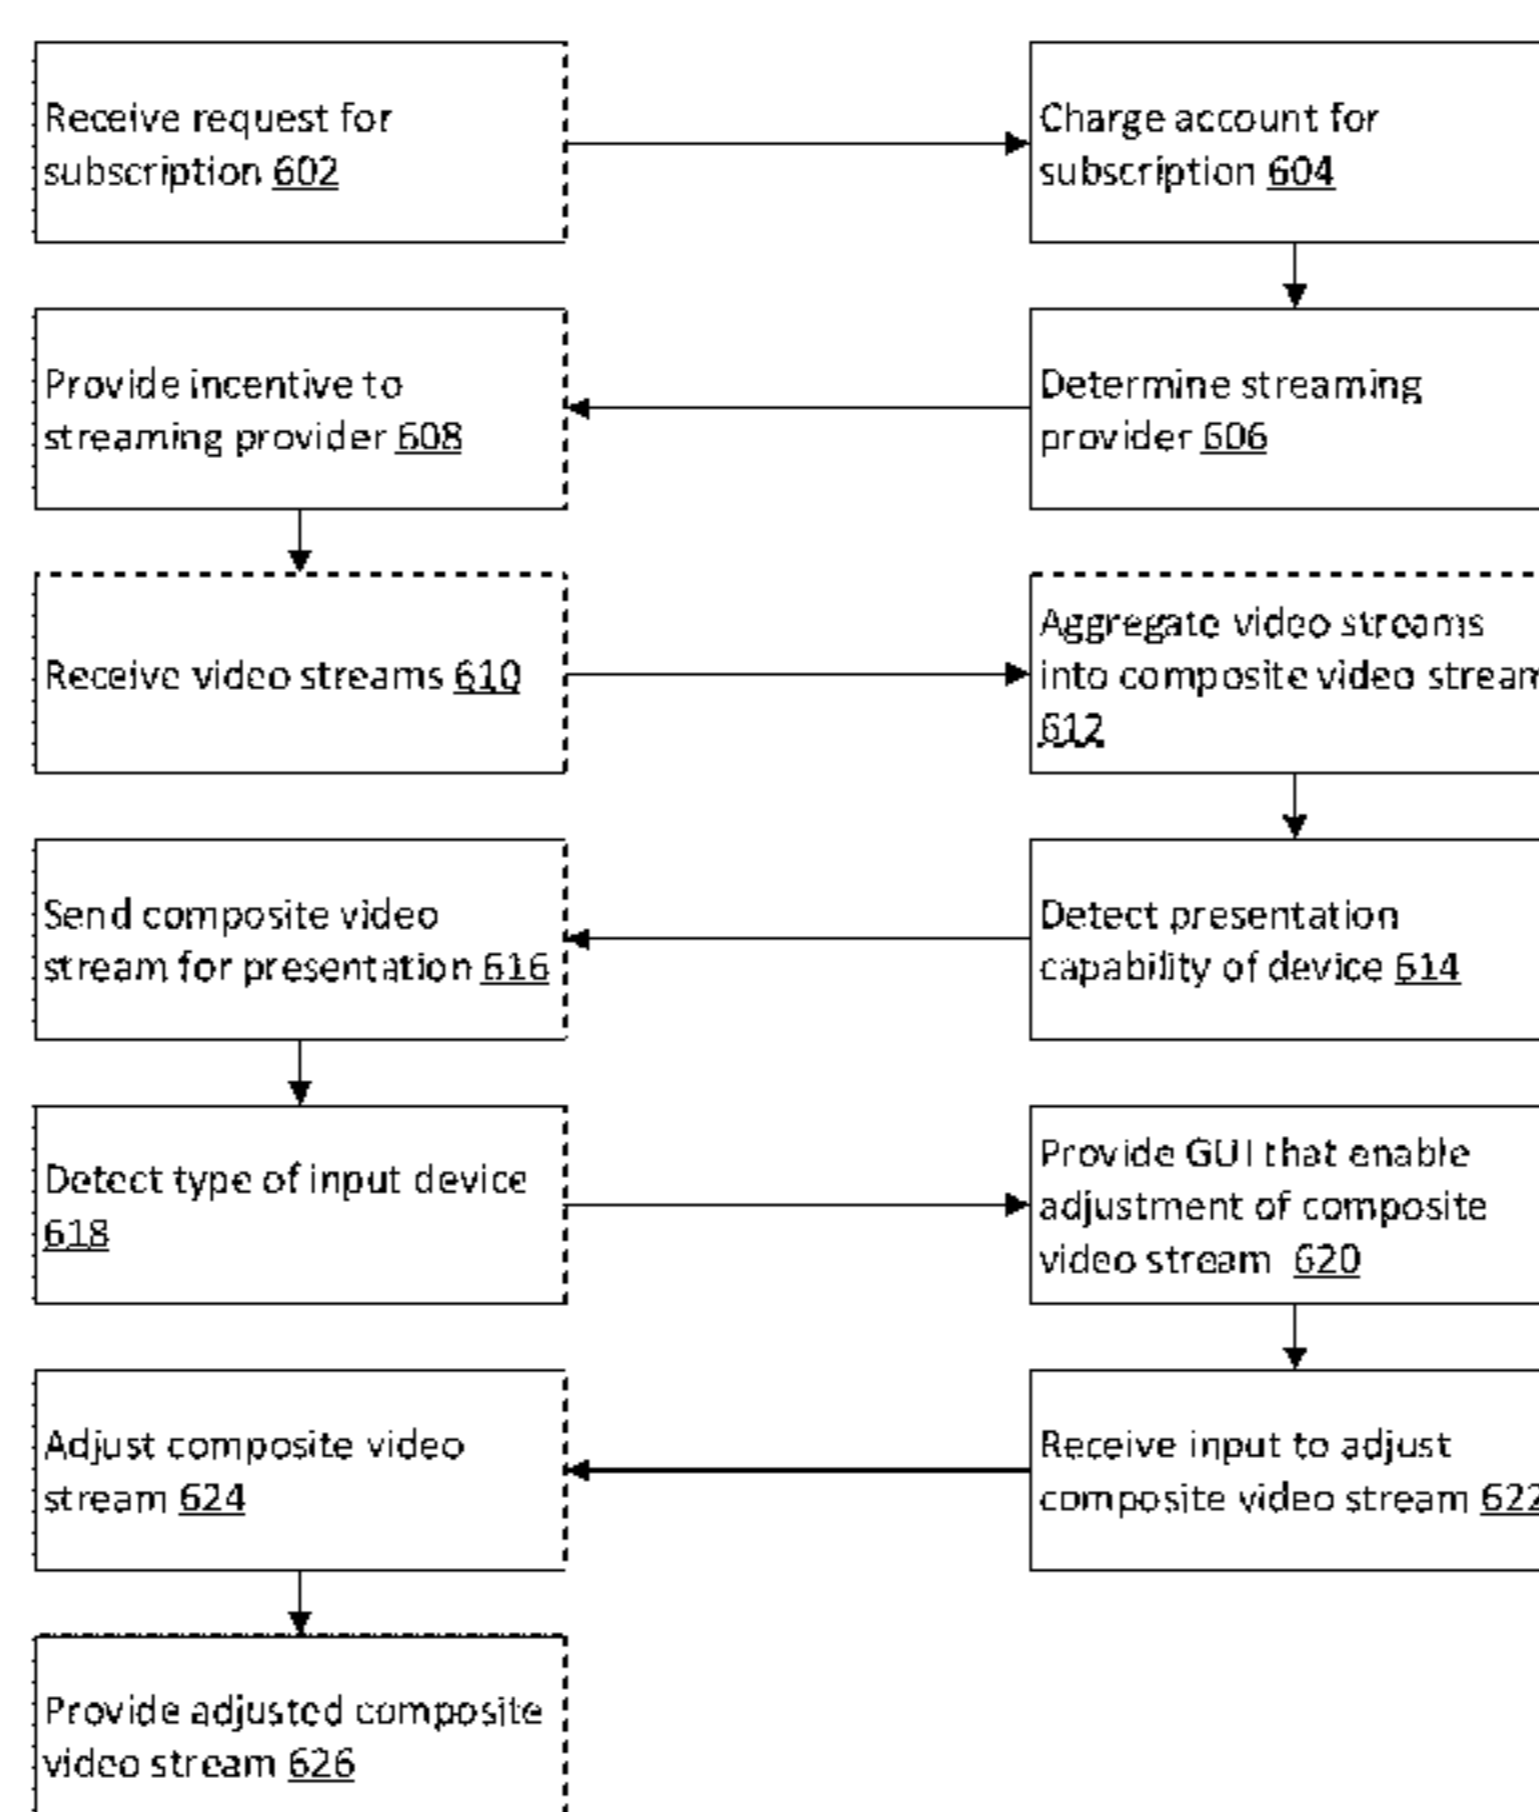 Receive request for
subscription 602
Charge account for
subscription 604
Provide incentive to
streaming provider 608
Determine streaming
provider 606
Receive video streams 610
Aggregate video streams
into composite video stream
612
Send composite video
stream for presentation 616
Detect presentation
capability of device 614
Detect type of input device
618
Provide GUI that enable
adjustment of composite
video stream 620
Adjust composite video
stream 624
Receive input to adjust
composite video stream 622
Provide adjusted composite
video stream 626